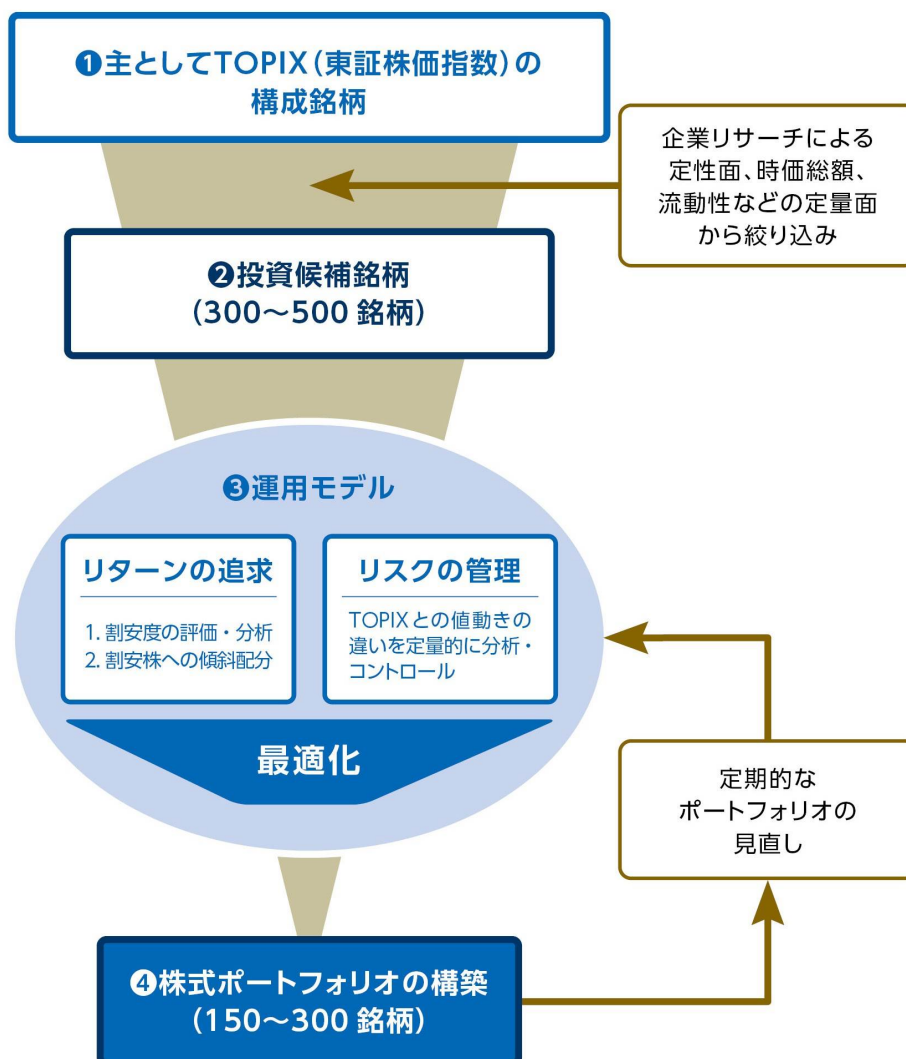 ❶主としてTOPIX(東証株価指数)の
構成銘柄
企業リサーチによる
定性面、時価総額、
流動性などの定量面
から絞り込み
❷投資候補銘柄
(300~500 銘柄)
❸運用モデル
リターンの追求
1. 割安度の評価・分析
2. 割安株への傾斜配分
リスクの管理
TOPIXとの値動きの
違いを定量的に分析・
コントロール
最適化
定期的な
ポートフォリオの
見直し
❹株式ポートフォリオの構築
(150~300 銘柄)